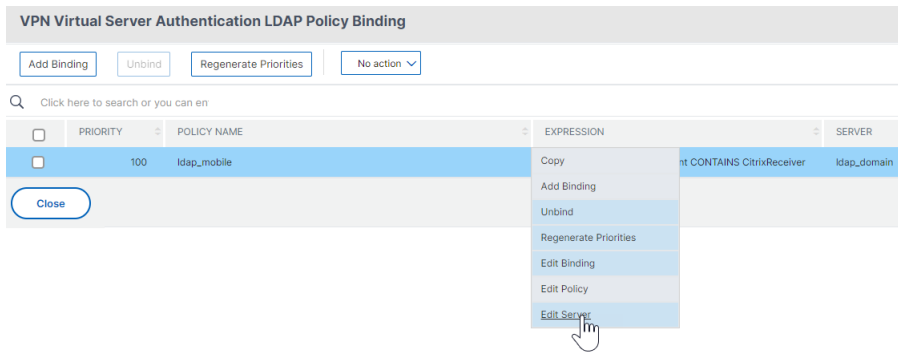 VPN Virtual Server Authentication LDAP Policy Binding
Add Binding Unbind Regenerate Priorities No action
Click here to search or you can en
PRIORITY POLICY NAME EXPRESSION SERVER
100 ldap_mobile nt CONTAINS CitrixReceiver ldap_domain
Copy
Add Binding
Close
Unbind
Regenerate Priorities
Edit Binding
Edit Policy
Edit Server